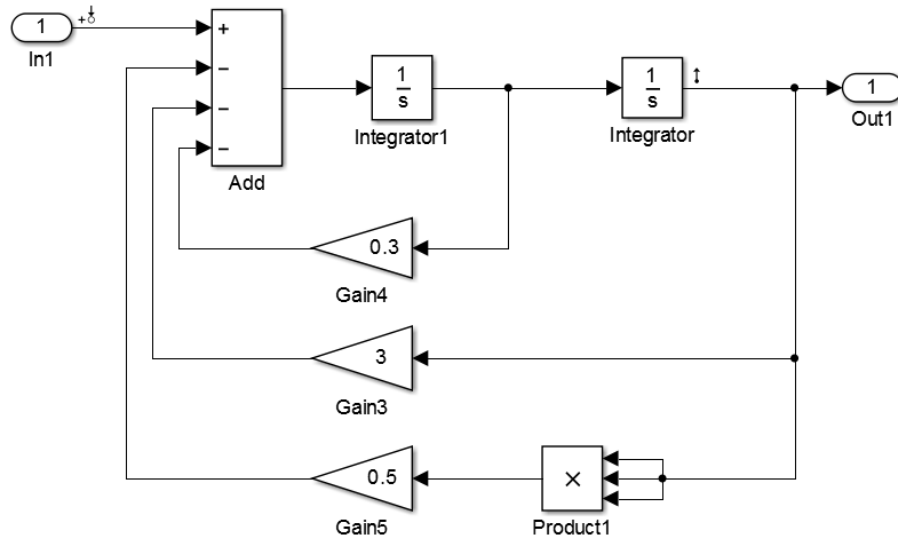 1
In1
+
−
−
−
Add
1
s
Integrator1
1
s
Integrator
1
Out1
0.3
Gain4
3
Gain3
0.5
Gain5
×
Product1